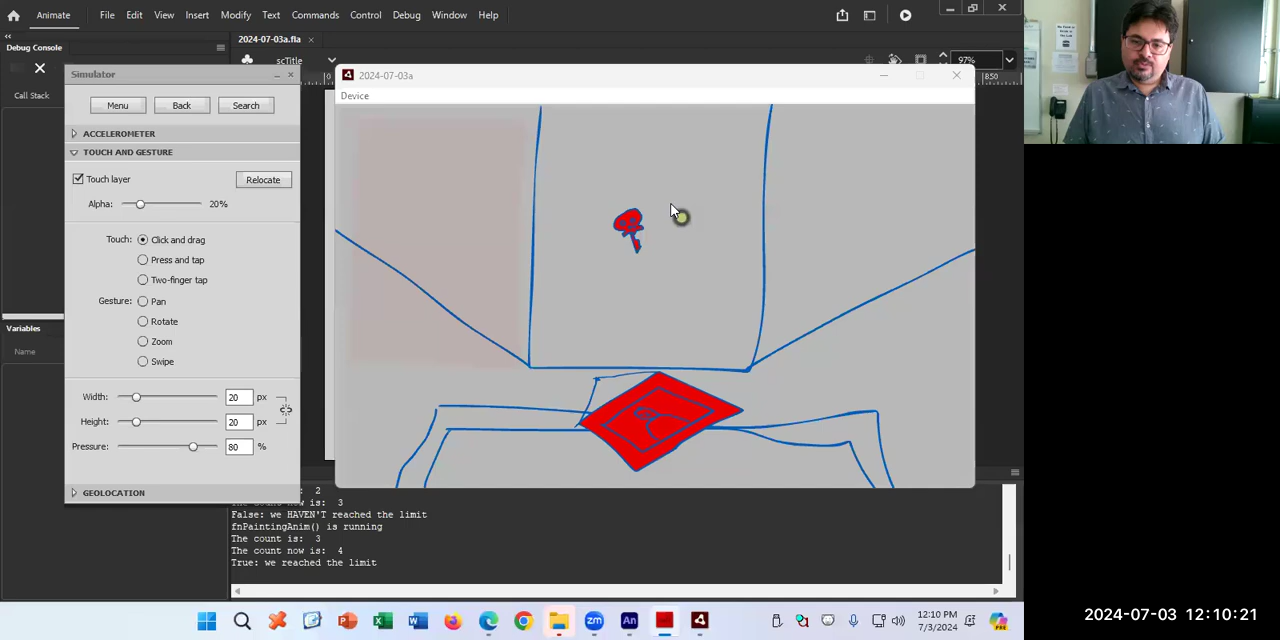 Animate
File Edit View Insert Modify Text Commands Control Debug Window Help
Debug Console
2024-07-03a.fla
scTitle
97%
Call Stack
Variables
Name
Simulator
Menu Back Search
ACCELEROMETER
TOUCH AND GESTURE
Touch layer Relocate
Alpha: 20%
Touch: Click and drag
Press and tap
Two-finger tap
Gesture: Pan
Rotate
Zoom
Swipe
Width: 20 px
Height: 20 px
Pressure: 80 %
GEOLOCATION
2024-07-03a
Device
850
: 2
: 3
False: we HAVEN'T reached the limit
fnPaintingAnim() is running
The count is: 3
The count now is: 4
True: we reached the limit
12:10 PM
7/3/2024
2024-07-03 12:10:21